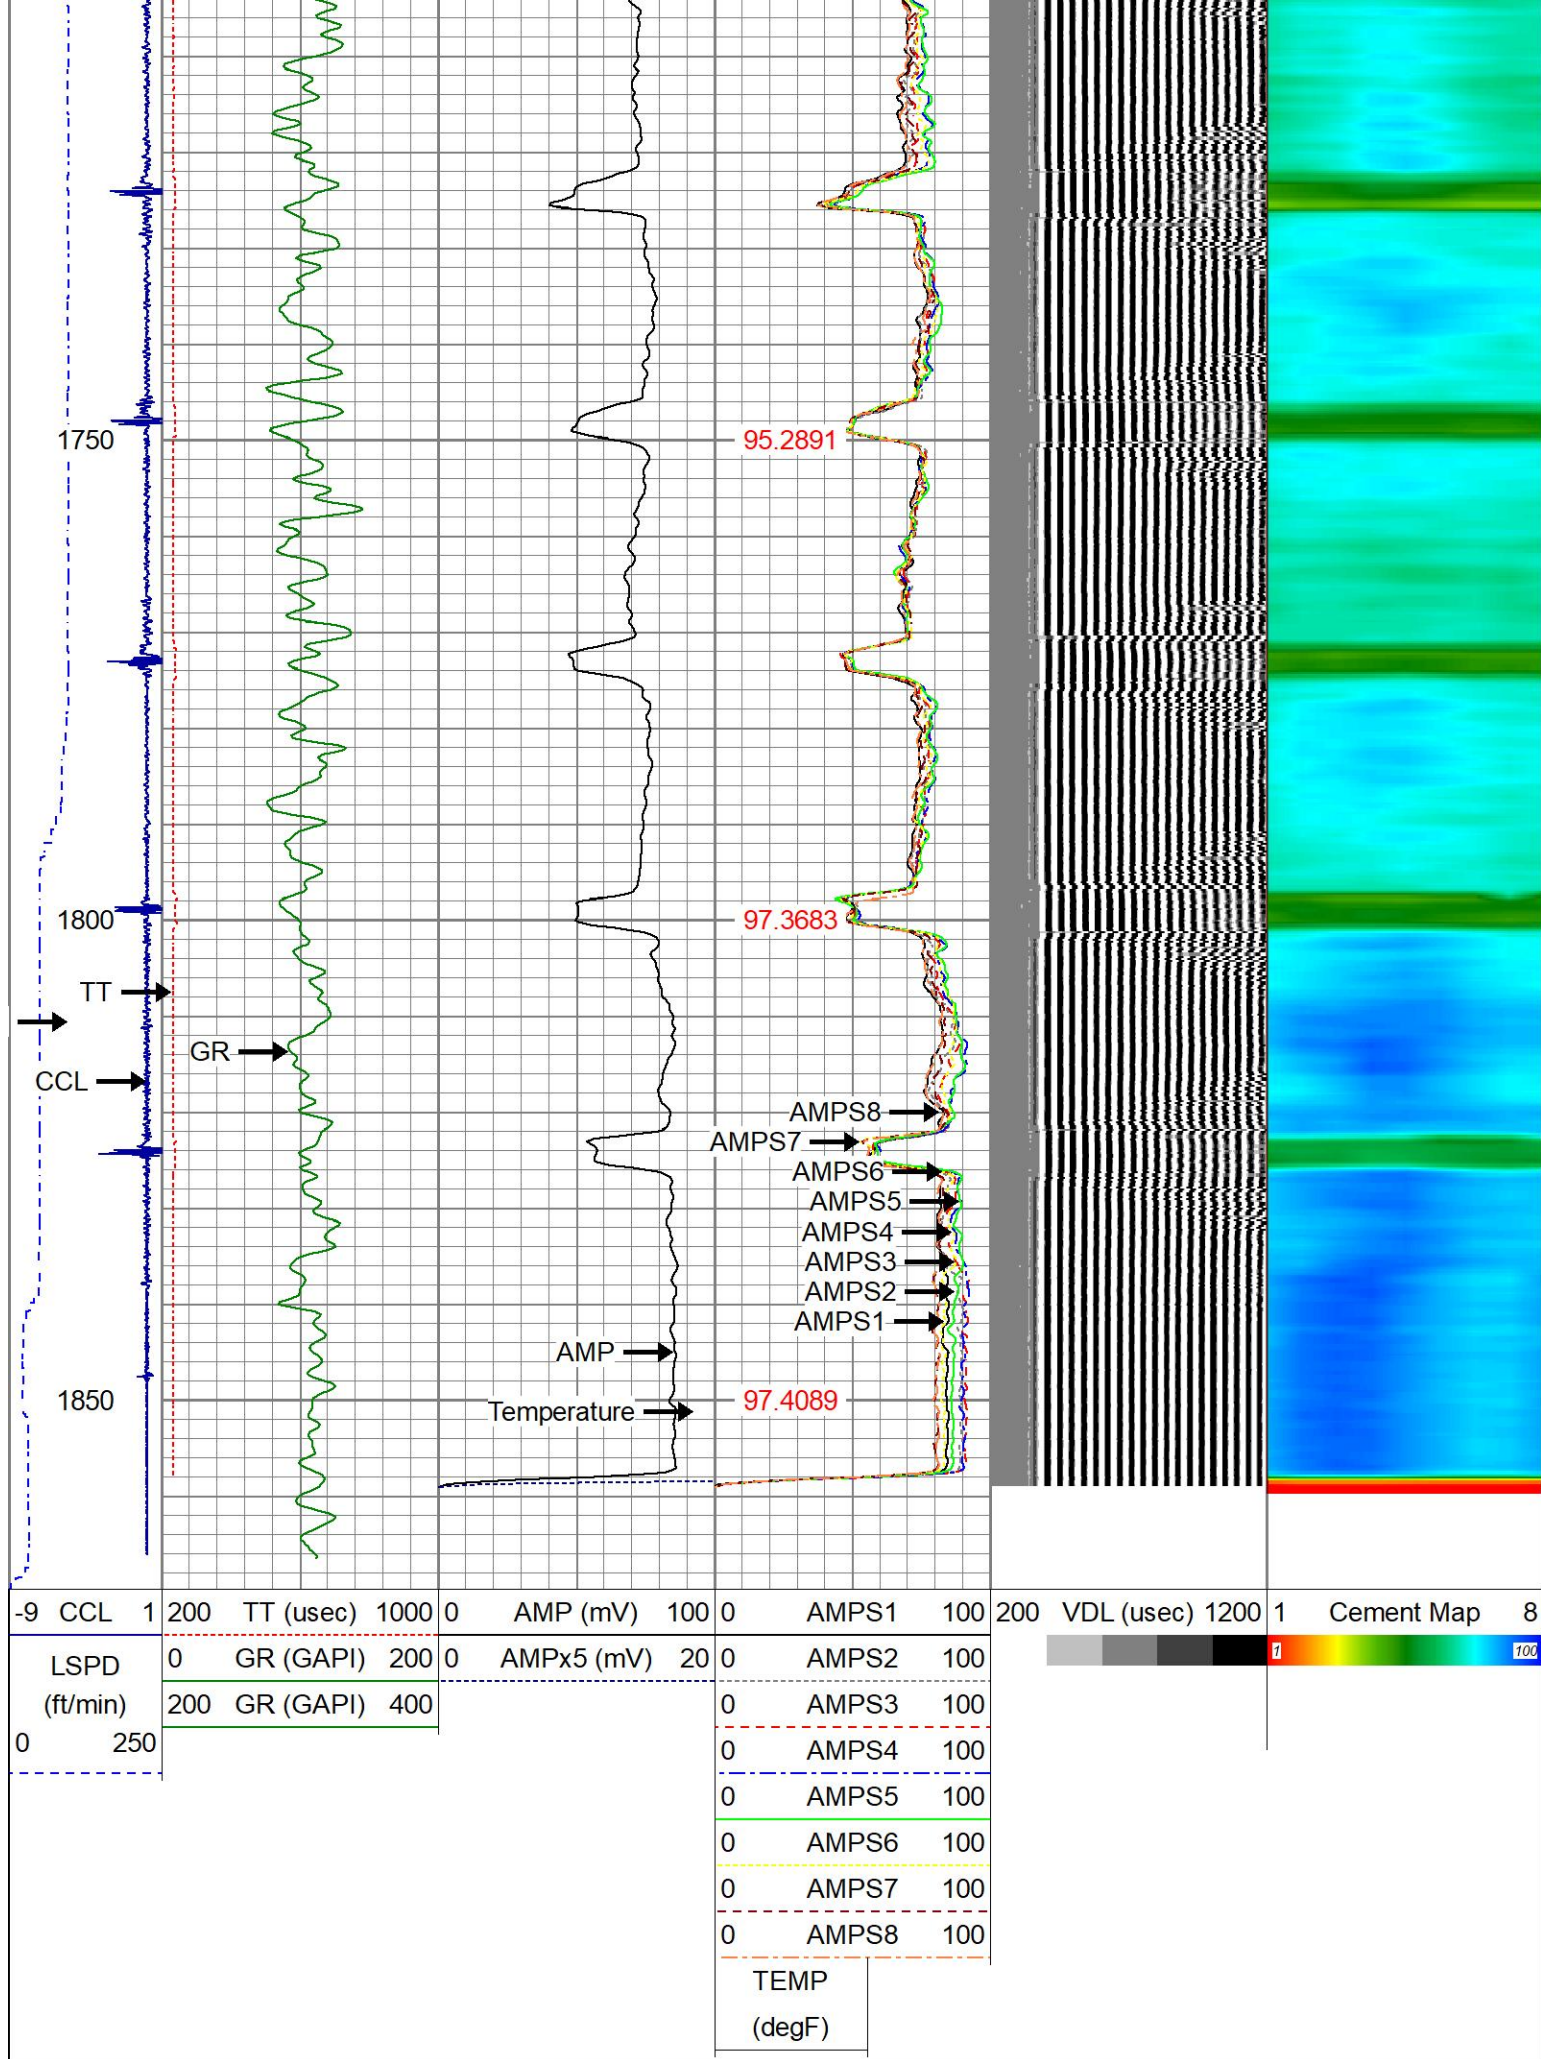 1750
95.2891
1800
97.3683
TT
GR
CCL
AMPS8
AMPS7
AMPS6
AMPS5
AMPS4
AMPS3
AMPS2
AMPS1
AMP
1850
97.4089
Temperature
-9 CCL 1
200 TT (usec) 1000
0 AMP (mV) 100
0 AMPS1 100
200 VDL (usec) 1200
1 Cement Map 8
LSPD
(ft/min)
0 250
0 GR (GAPI) 200
200 GR (GAPI) 400
0 AMPx5 (mV) 20
0 AMPS2 100
0 AMPS3 100
0 AMPS4 100
0 AMPS5 100
0 AMPS6 100
0 AMPS7 100
0 AMPS8 100
TEMP
(degF)
1 100